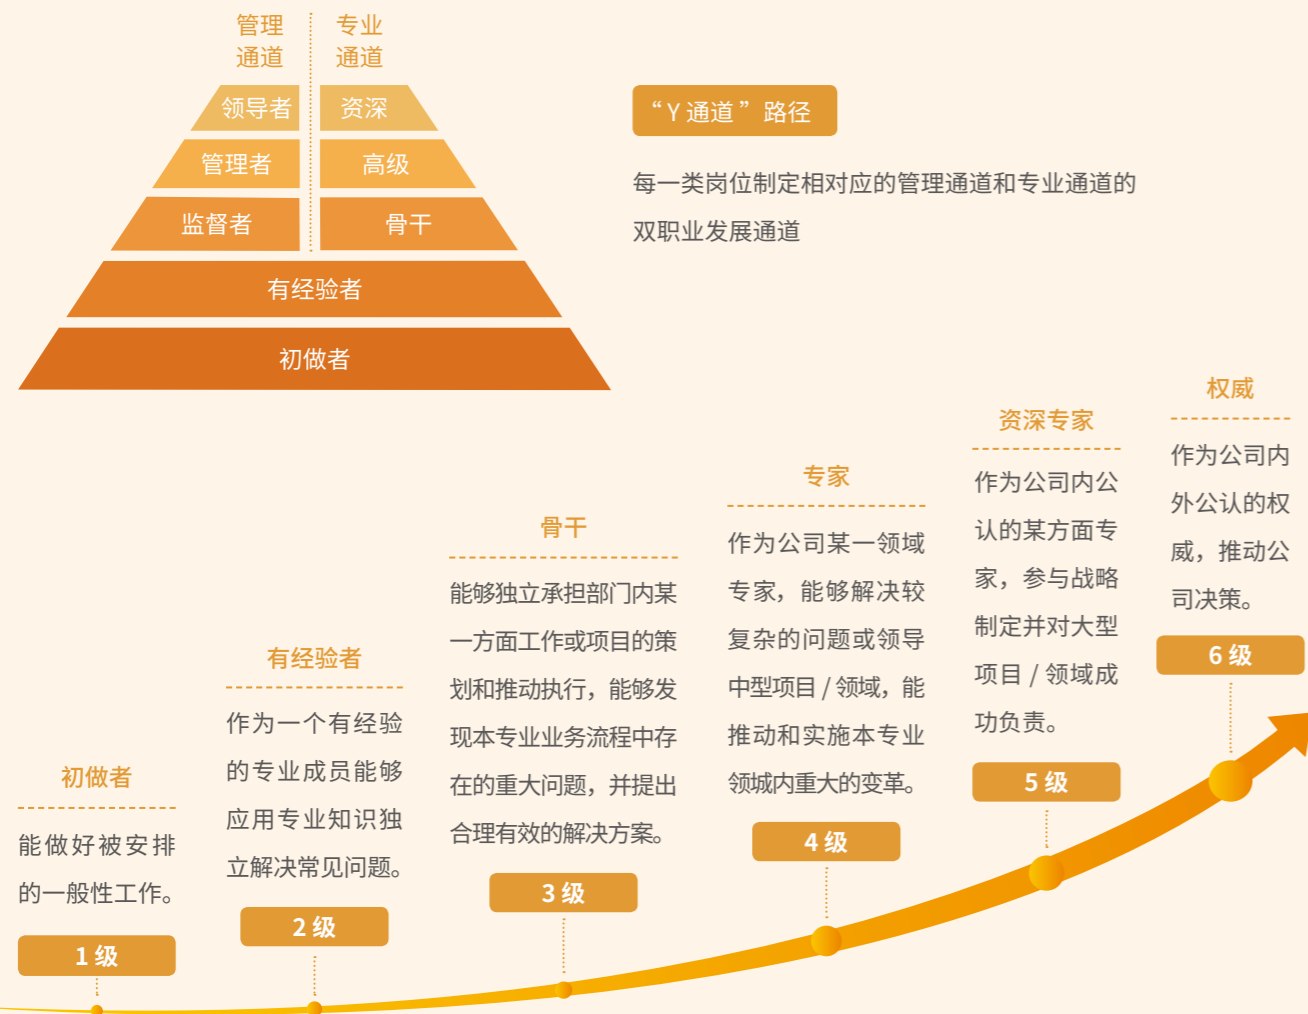 管理
通道
专业
通道
领导者
资深
管理者
高级
监督者
骨干
有经验者
初做者
“Y 通道”路径
每一类岗位制定相对应的管理通道和专业通道的
双职业发展通道
初做者
能做好被安排
的一般性工作。
1 级
有经验者
作为一个有经验
的专业成员能够
应用专业知识独
立解决常见问题。
2 级
骨干
能够独立承担部门内某
一方面工作或项目的策
划和推动执行，能够发
现本专业业务流程中存
在的重大问题，并提出
合理有效的解决方案。
3 级
专家
作为公司某一领域
专家，能够解决较
复杂的问题或领导
中型项目 / 领域，能
推动和实施本专业
领城内重大的变革。
4 级
资深专家
作为公司内公
认的某方面专
家，参与战略
制定并对大型
项目 / 领域成
功负责。
5 级
权威
作为公司内
外公认的权
威，推动公
司决策。
6 级